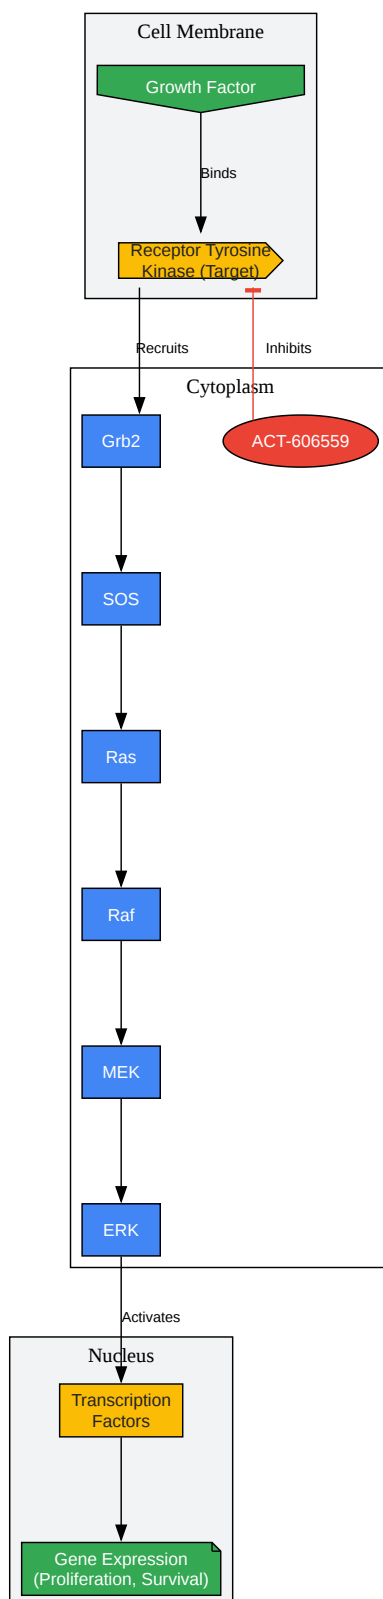 Cell Membrane
Growth Factor
Binds
Receptor Tyrosine
Kinase (Target)
Recruits
Inhibits
Cytoplasm
Grb2
ACT-606559
SOS
Ras
Raf
MEK
ERK
Activates
Nucleus
Transcription
Factors
Gene Expression
(Proliferation, Survival)